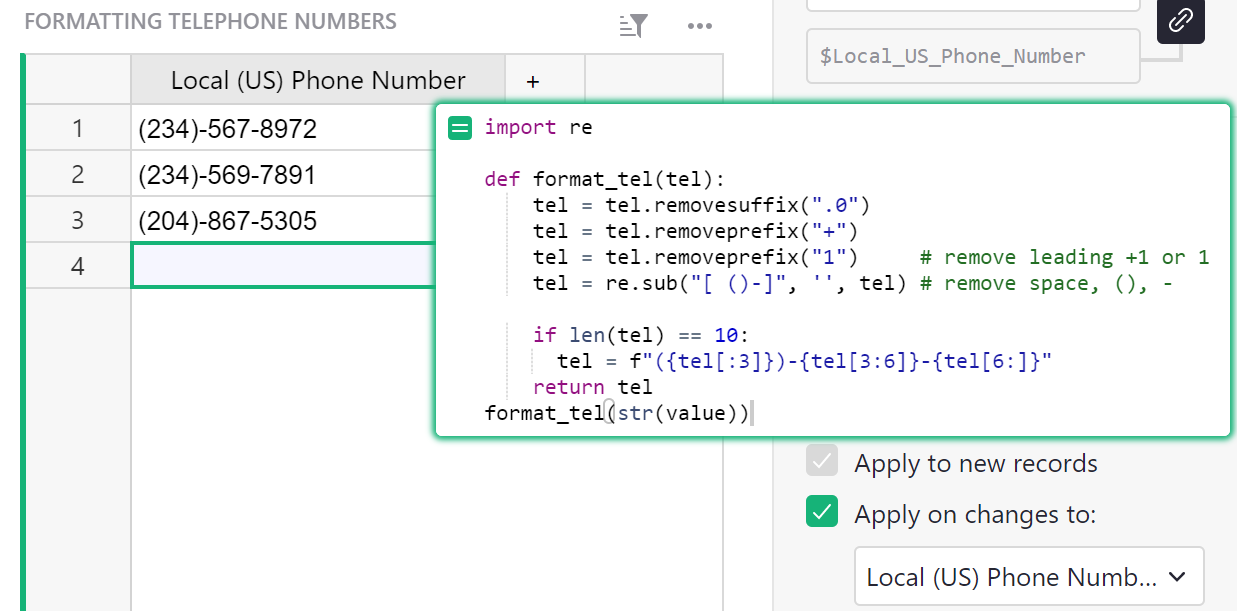 FORMATTING TELEPHONE NUMBERS
Local (US) Phone Number +
1 (234)-567-8972
2 (234)-569-7891
3 (204)-867-5305
4
$Local_US_Phone_Number
import re
def format_tel(tel):
    tel = tel.removesuffix(".0")
    tel = tel.removeprefix("+")
    tel = tel.removeprefix("1")     # remove leading +1 or 1
    tel = re.sub("[ ()-]", '', tel) # remove space, (), -
    if len(tel) == 10:
      tel = f"({tel[:3]})-{tel[3:6]}-{tel[6:]}"
    return tel
format_tel(str(value))
Apply to new records
Apply on changes to:
Local (US) Phone Numb...